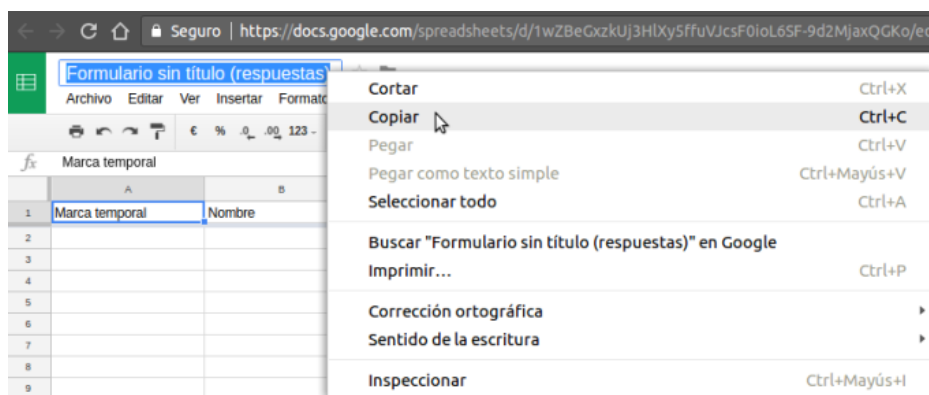 Seguro | https://docs.google.com/spreadsheets/d/1wZBeGxzkUj3HlXy5ffuVJcsF0ioL6SF-9d2MjaxQGKo/e
Formulario sin título (respuestas)
Archivo Editar Ver Insertar Formato
€ % .0 .00 123
fx Marca temporal
A B
1 Marca temporal Nombre
2
3
4
5
6
7
8
9
Cortar Ctrl+X
Copiar Ctrl+C
Pegar Ctrl+V
Pegar como texto simple Ctrl+Mayús+V
Seleccionar todo Ctrl+A
Buscar "Formulario sin título (respuestas)" en Google
Imprimir... Ctrl+P
Corrección ortográfica
Sentido de la escritura
Inspeccionar Ctrl+Mayús+I